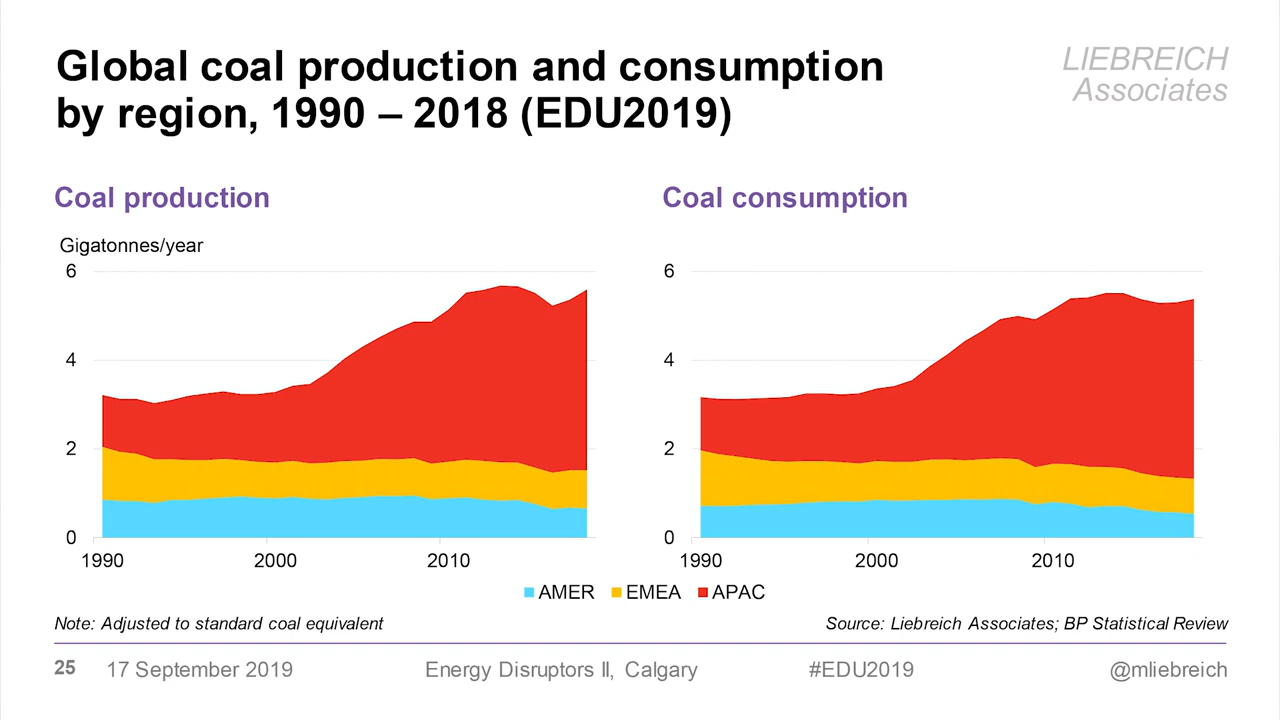 Global coal production and consumption
by region, 1990 – 2018 (EDU2019)
LIEBREICH
Associates
Coal production
Gigatonnes/year
6
4
2
0
1990 2000 2010
Coal consumption
6
4
2
0
1990 2000 2010
AMER EMEA APAC
Note: Adjusted to standard coal equivalent
Source: Liebreich Associates; BP Statistical Review
25 17 September 2019 Energy Disruptors II, Calgary #EDU2019 @mliebreich